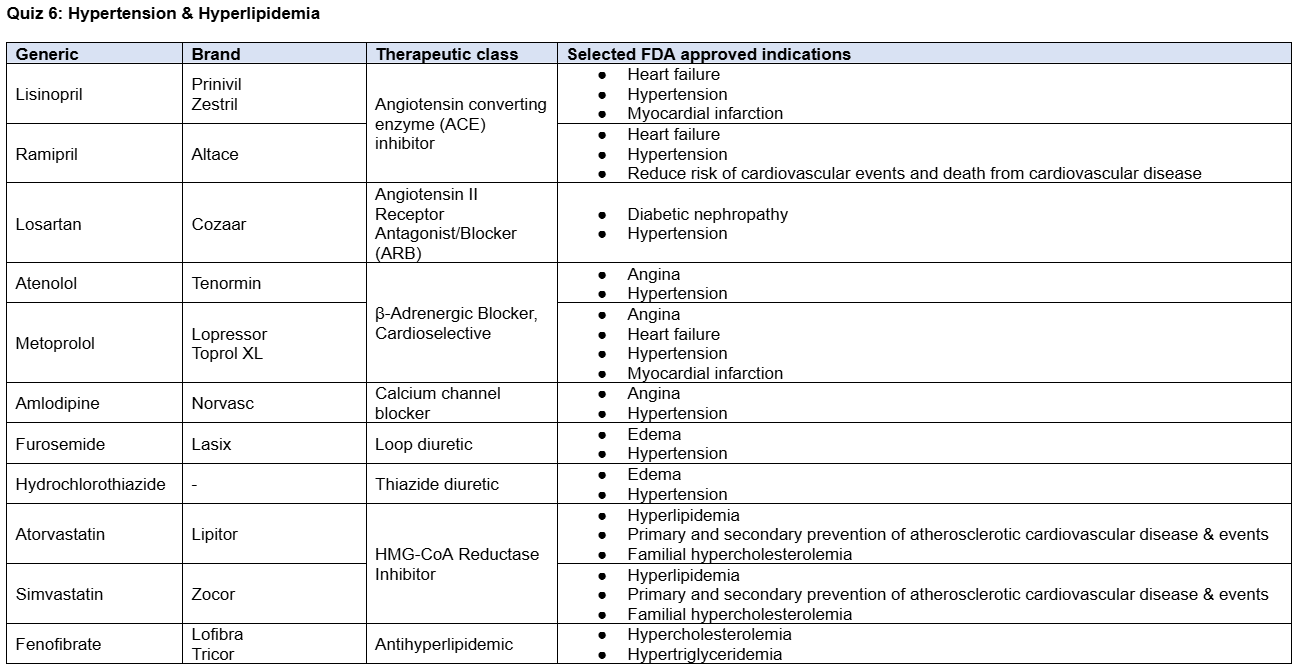 Quiz 6: Hypertension & Hyperlipidemia
Generic Brand Therapeutic class Selected FDA approved indications
Lisinopril
Prinivil
Zestril
Angiotensin converting
enzyme (ACE)
inhibitor
● Heart failure
● Hypertension
● Myocardial infarction
Ramipril
Altace
● Heart failure
● Hypertension
● Reduce risk of cardiovascular events and death from cardiovascular disease
Losartan
Cozaar
Angiotensin II
Receptor
Antagonist/Blocker
(ARB)
● Diabetic nephropathy
● Hypertension
Atenolol
Tenormin
β-Adrenergic Blocker,
Cardioselective
● Angina
● Hypertension
Metoprolol
Lopressor
Toprol XL
● Angina
● Heart failure
● Hypertension
● Myocardial infarction
Amlodipine
Norvasc
Calcium channel
blocker
● Angina
● Hypertension
Furosemide
Lasix
Loop diuretic
● Edema
● Hypertension
Hydrochlorothiazide
-
Thiazide diuretic
● Edema
● Hypertension
Atorvastatin
Lipitor
HMG-CoA Reductase
Inhibitor
● Hyperlipidemia
● Primary and secondary prevention of atherosclerotic cardiovascular disease & events
● Familial hypercholesterolemia
Simvastatin
Zocor
● Hyperlipidemia
● Primary and secondary prevention of atherosclerotic cardiovascular disease & events
● Familial hypercholesterolemia
Fenofibrate
Lofibra
Tricor
Antihyperlipidemic
● Hypercholesterolemia
● Hypertriglyceridemia